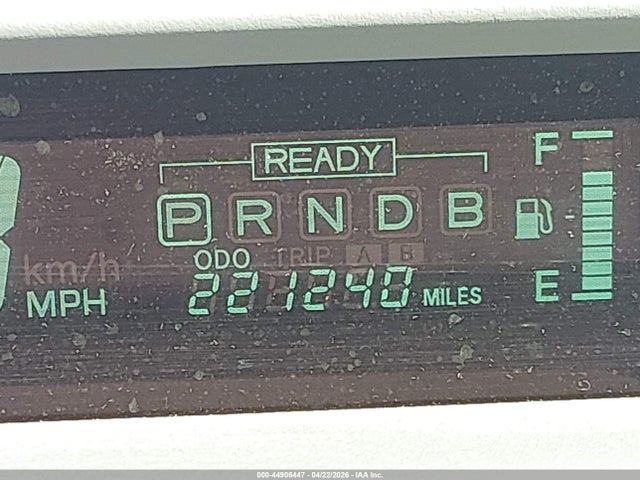 READY
F
P R N D B
ODO TRIP A B
km/h
221240 MILES
MPH
E
000-44906447 - 04/22/2026 - IAA Inc.